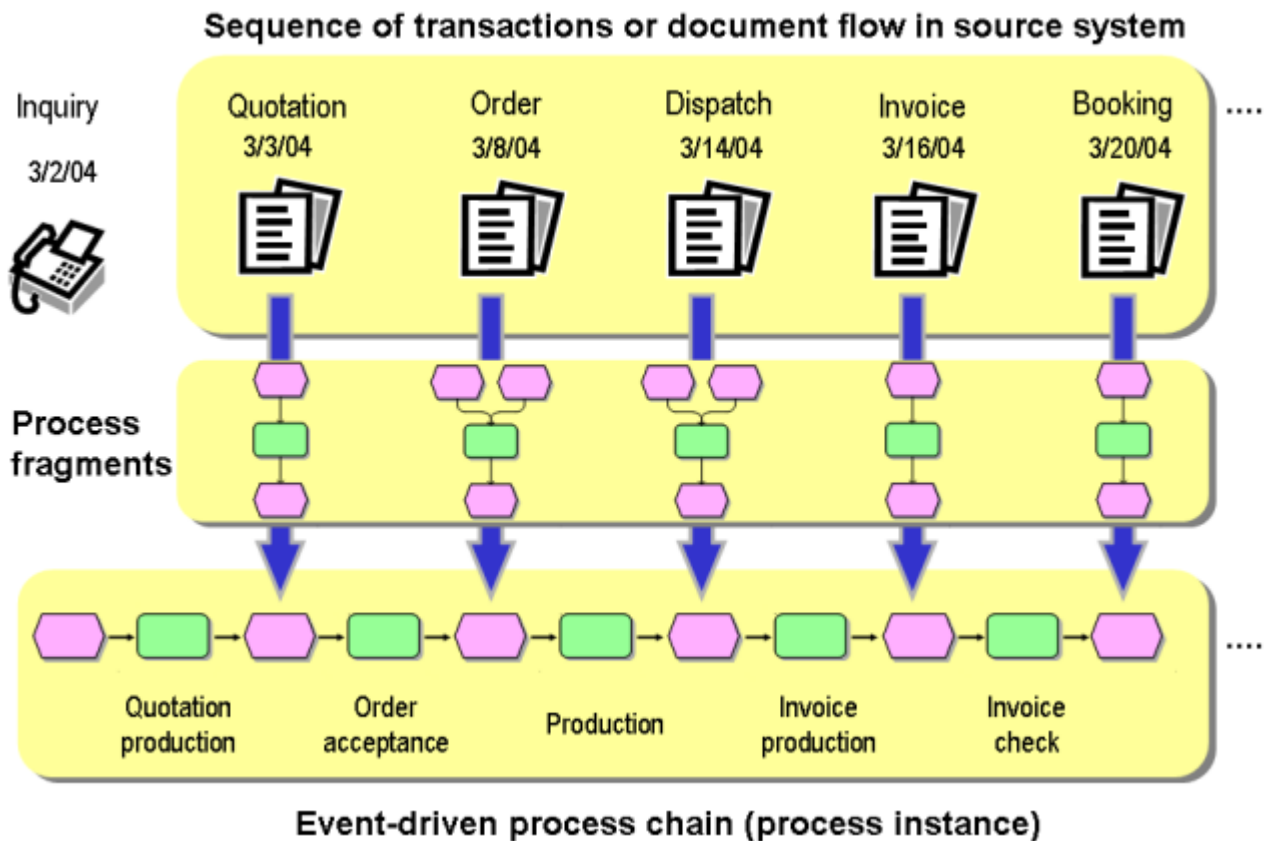 Sequence of transactions or document flow in source system
Inquiry
3/2/04
Quotation
3/3/04
Order
3/8/04
Dispatch
3/14/04
Invoice
3/16/04
Booking
3/20/04
....
Process
fragments
....
Quotation
production
Order
acceptance
Production
Invoice
production
Invoice
check
Event-driven process chain (process instance)